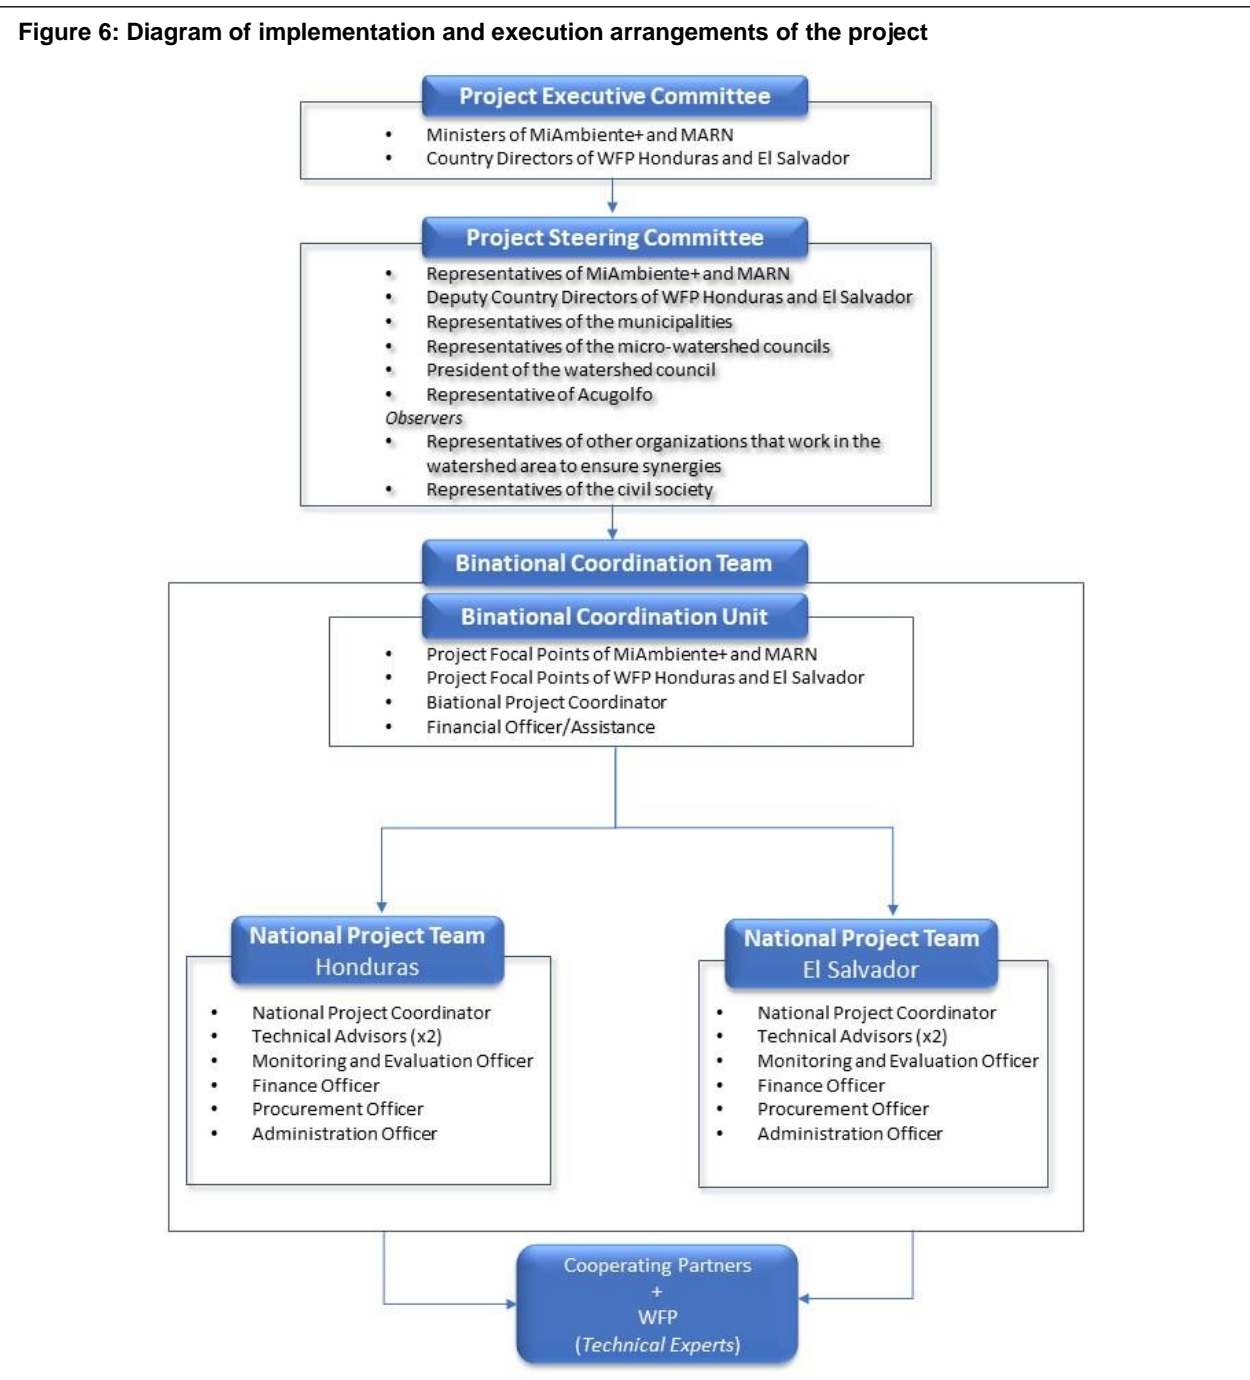 Figure 6: Diagram of implementation and execution arrangements of the project
Project Executive Committee
• Ministers of MiAmbiente+ and MARN
• Country Directors of WFP Honduras and El Salvador
Project Steering Committee
• Representatives of MiAmbiente+ and MARN
• Deputy Country Directors of WFP Honduras and El Salvador
• Representatives of the municipalities
• Representatives of the micro-watershed councils
• President of the watershed council
• Representative of Acugolfo
Observers
• Representatives of other organizations that work in the
watershed area to ensure synergies
• Representatives of the civil society
Binational Coordination Team
Binational Coordination Unit
• Project Focal Points of MiAmbiente+ and MARN
• Project Focal Points of WFP Honduras and El Salvador
• Biational Project Coordinator
• Financial Officer/Assistance
National Project Team
Honduras
• National Project Coordinator
• Technical Advisors (x2)
• Monitoring and Evaluation Officer
• Finance Officer
• Procurement Officer
• Administration Officer
National Project Team
El Salvador
• National Project Coordinator
• Technical Advisors (x2)
• Monitoring and Evaluation Officer
• Finance Officer
• Procurement Officer
• Administration Officer
Cooperating Partners
+
WFP
(Technical Experts)